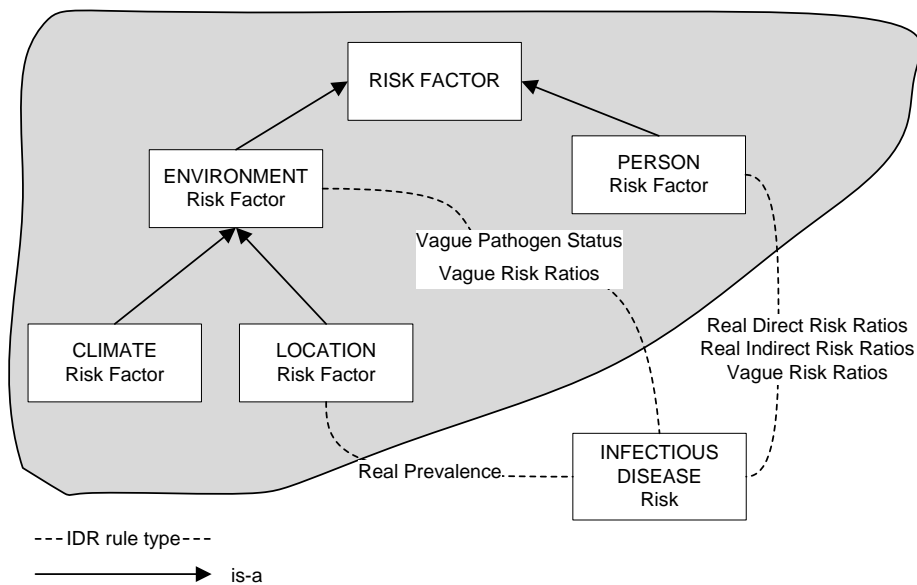 RISK FACTOR
ENVIRONMENT
Risk Factor
PERSON
Risk Factor
Vague Pathogen Status
Vague Risk Ratios
CLIMATE
Risk Factor
LOCATION
Risk Factor
Real Direct Risk Ratios
Real Indirect Risk Ratios
Vague Risk Ratios
Real Prevalence
INFECTIOUS
DISEASE
Risk
IDR rule type
is-a